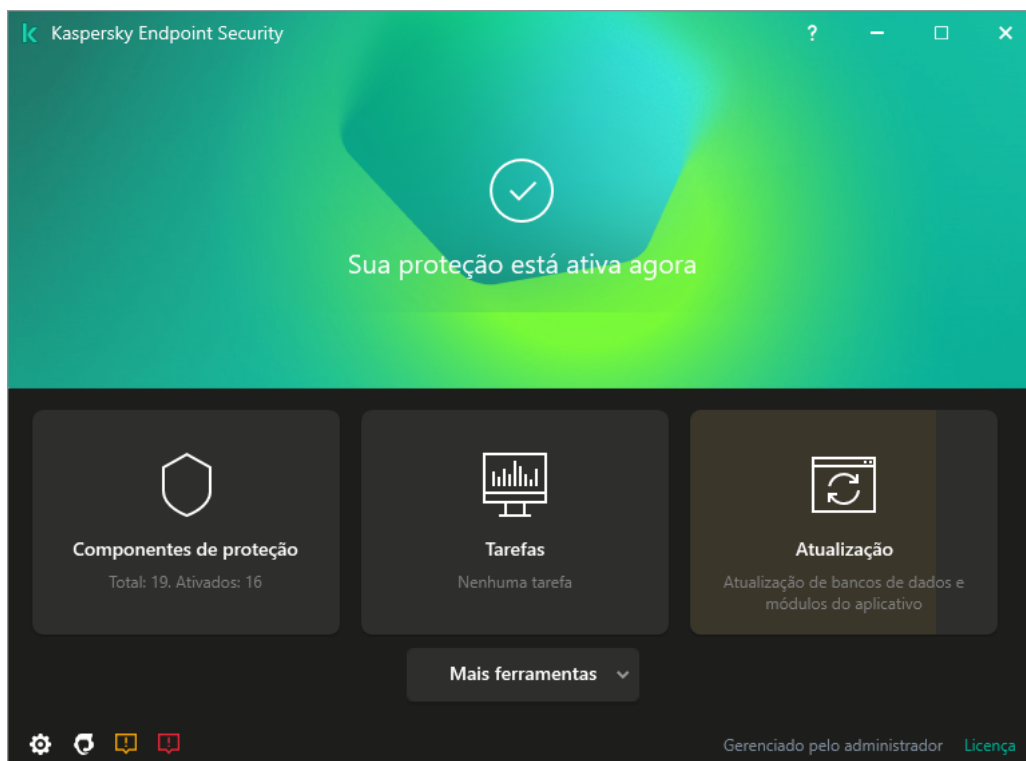 Kaspersky Endpoint Security
?
Sua proteção está ativa agora
Componentes de proteção
Total: 19. Ativados: 16
Tarefas
Nenhuma tarefa
Atualização
Atualização de bancos de dados e
módulos do aplicativo
Mais ferramentas
Gerenciado pelo administrador
Licença